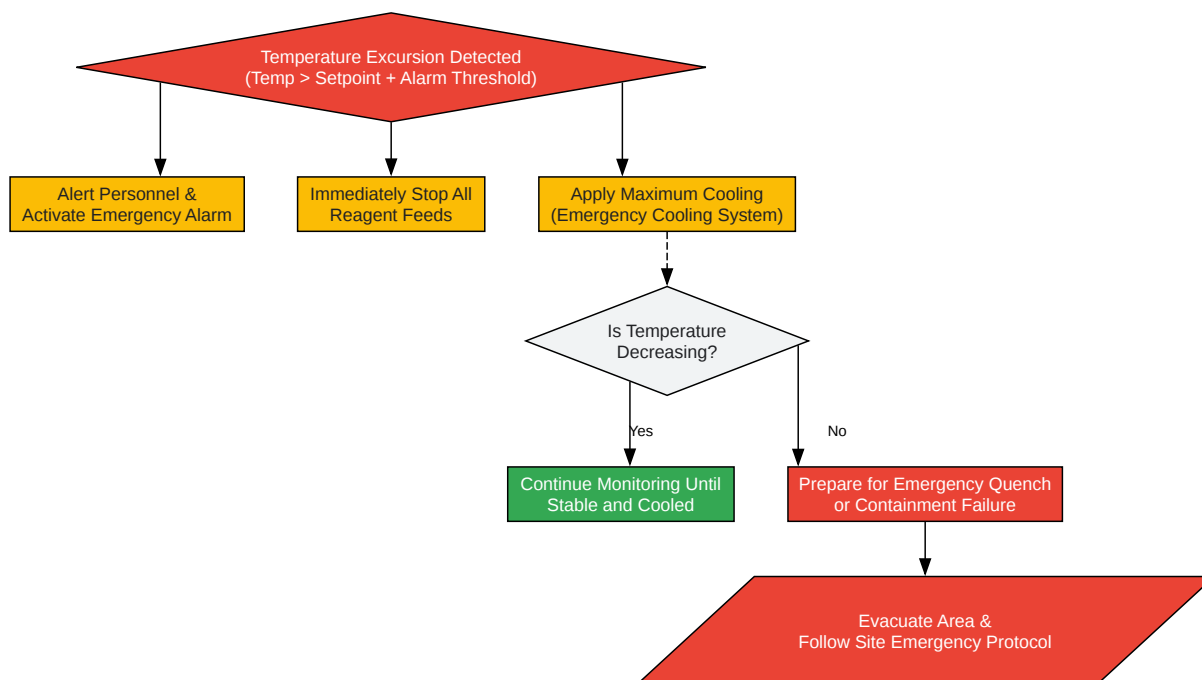 Temperature Excursion Detected
(Temp > Setpoint + Alarm Threshold)
Alert Personnel &
Activate Emergency Alarm
Immediately Stop All
Reagent Feeds
Apply Maximum Cooling
(Emergency Cooling System)
Is Temperature
Decreasing?
Yes
No
Continue Monitoring Until
Stable and Cooled
Prepare for Emergency Quench
or Containment Failure
Evacuate Area &
Follow Site Emergency Protocol